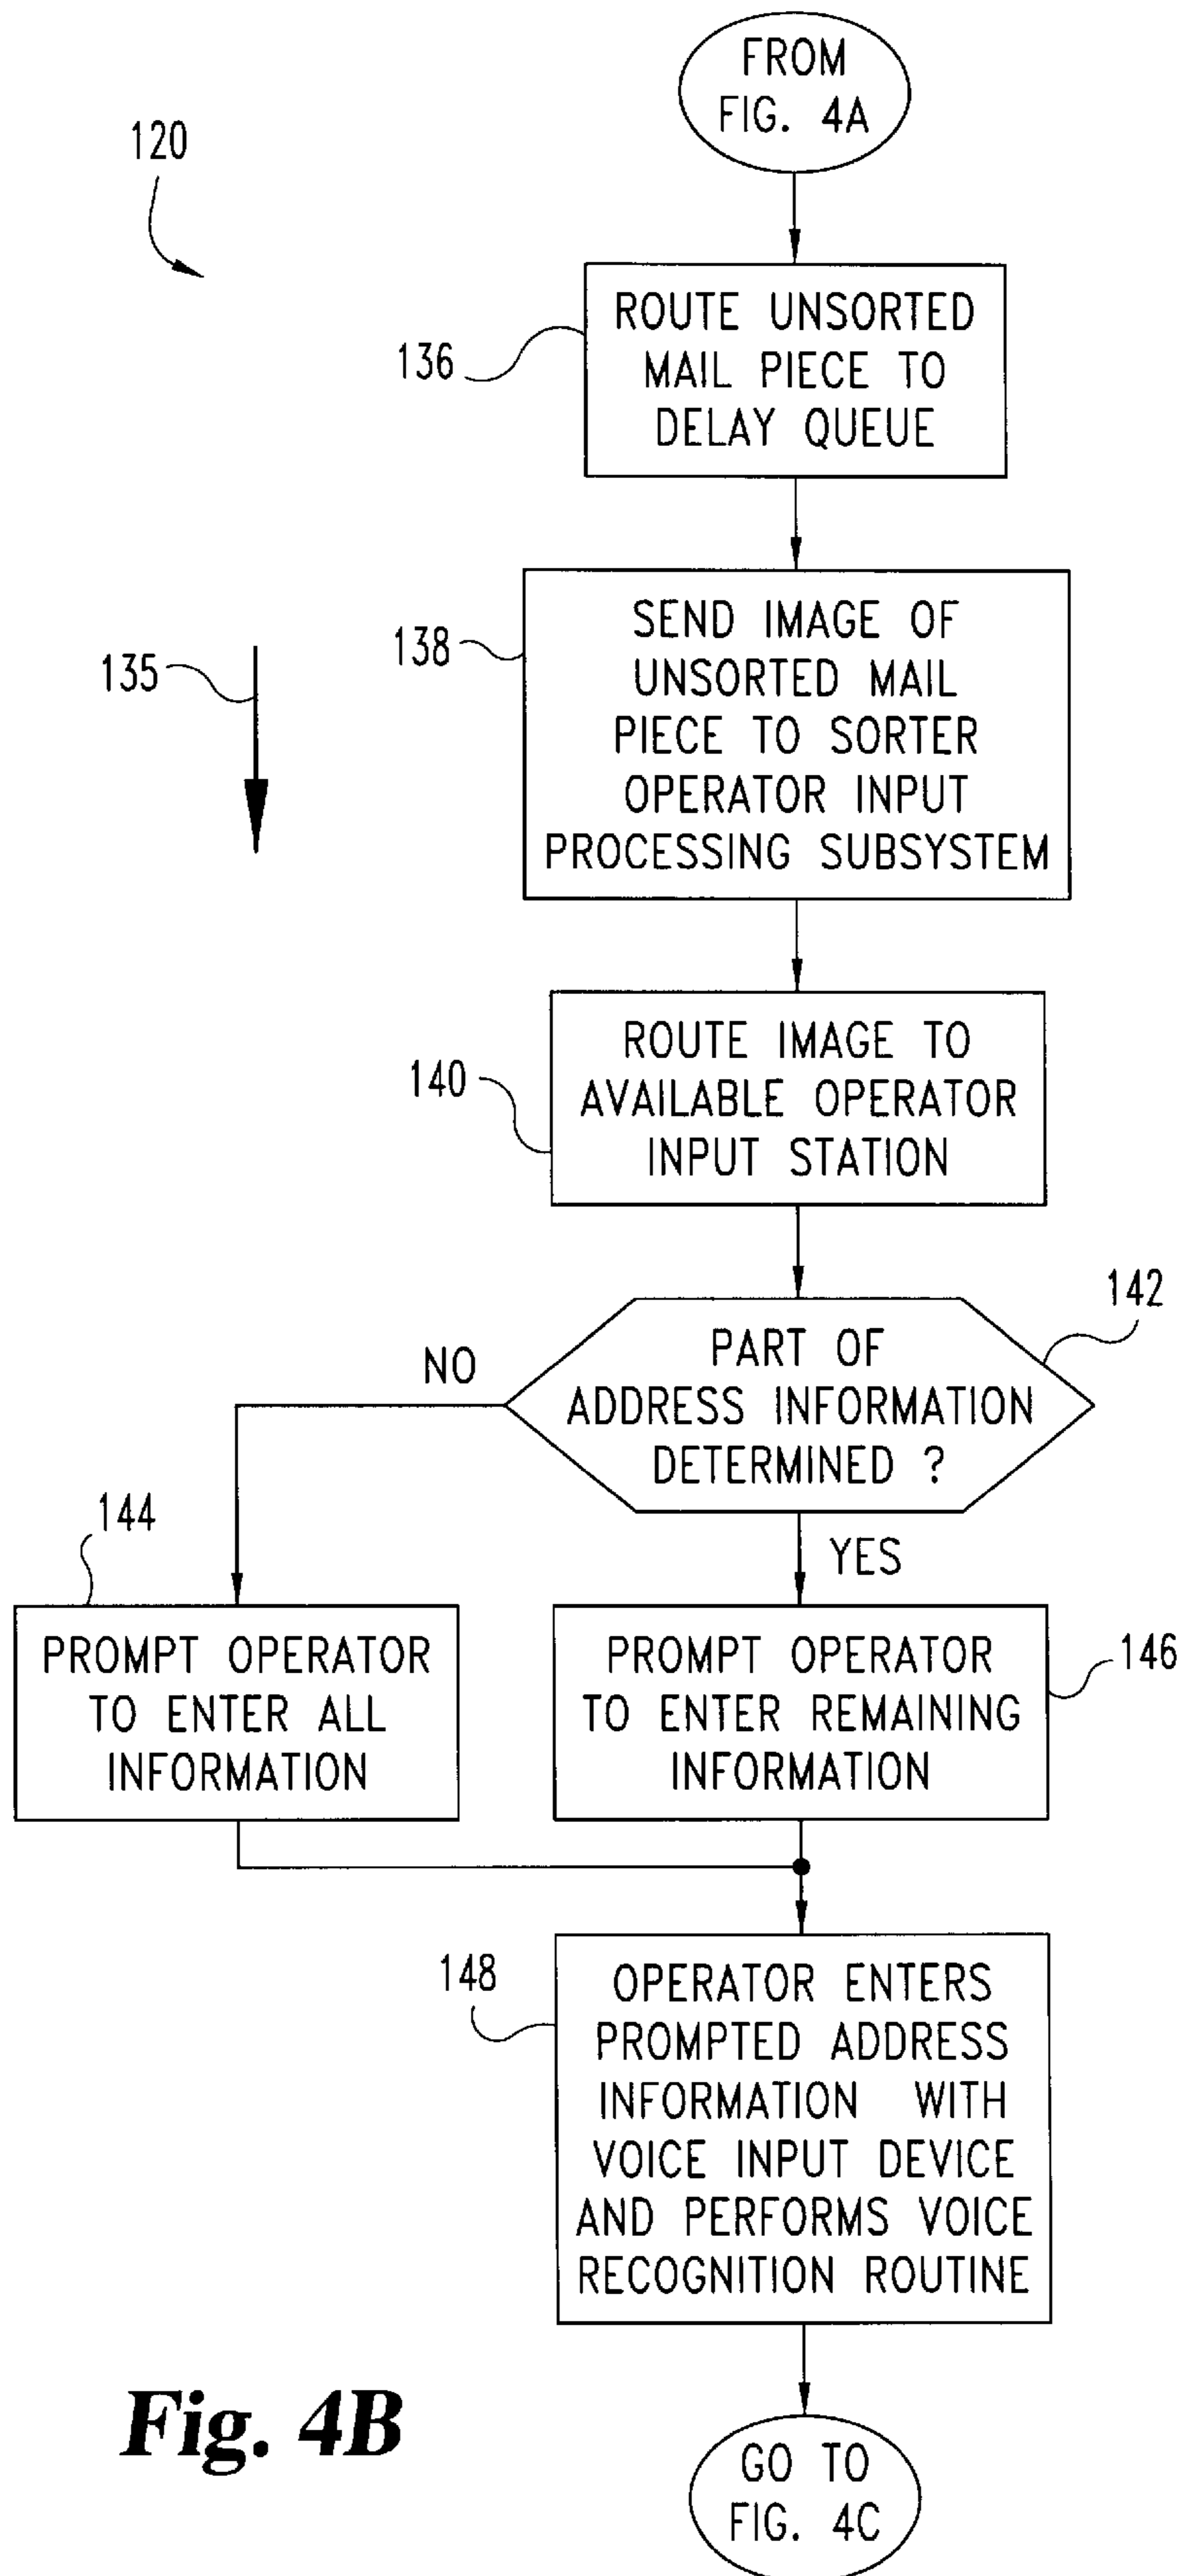 FROM
FIG. 4A
120
ROUTE UNSORTED
MAIL PIECE TO
DELAY QUEUE
136
SEND IMAGE OF
UNSORTED MAIL
PIECE TO SORTER
OPERATOR INPUT
PROCESSING SUBSYSTEM
138
135
ROUTE IMAGE TO
AVAILABLE OPERATOR
INPUT STATION
140
142
PART OF
ADDRESS INFORMATION
DETERMINED ?
NO
YES
144
PROMPT OPERATOR
TO ENTER ALL
INFORMATION
PROMPT OPERATOR
TO ENTER REMAINING
INFORMATION
146
148
OPERATOR ENTERS
PROMPTED ADDRESS
INFORMATION WITH
VOICE INPUT DEVICE
AND PERFORMS VOICE
RECOGNITION ROUTINE
Fig. 4B
GO TO
FIG. 4C